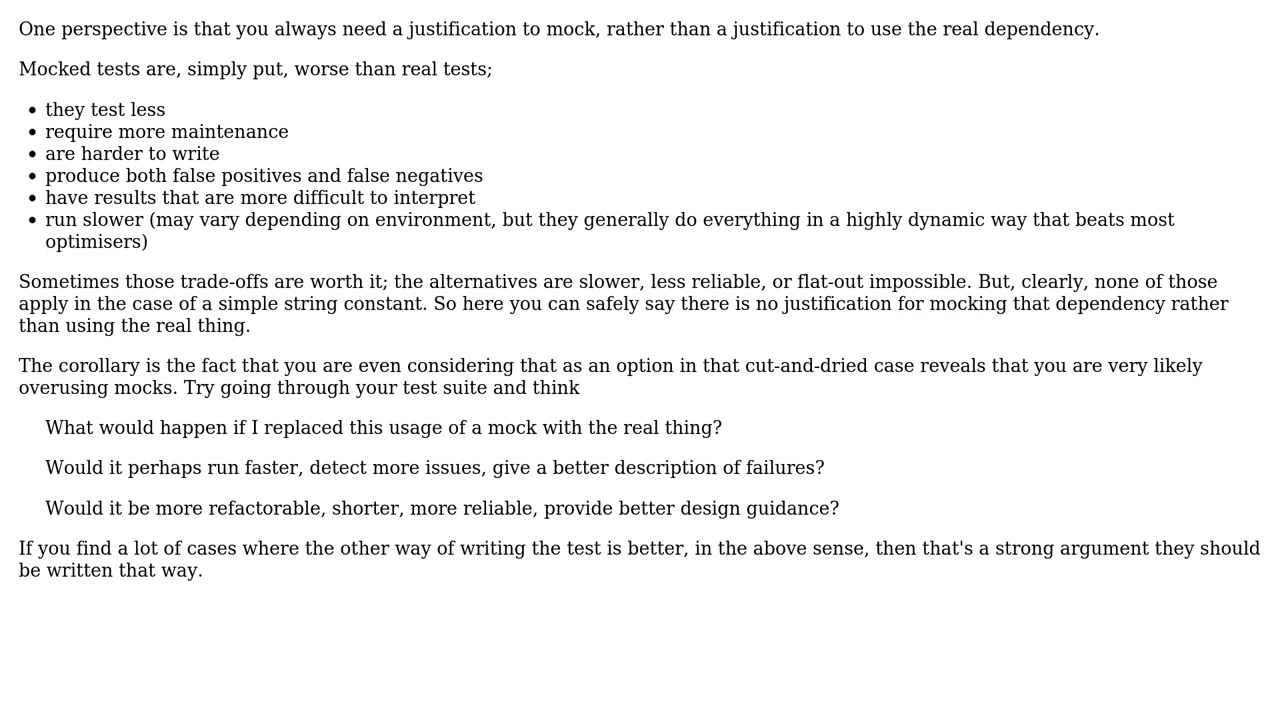 One perspective is that you always need a justification to mock, rather than a justification to use the real dependency.
Mocked tests are, simply put, worse than real tests;
• they test less
• require more maintenance
• are harder to write
• produce both false positives and false negatives
• have results that are more difficult to interpret
• run slower (may vary depending on environment, but they generally do everything in a highly dynamic way that beats most
optimisers)
Sometimes those trade-offs are worth it; the alternatives are slower, less reliable, or flat-out impossible. But, clearly, none of those
apply in the case of a simple string constant. So here you can safely say there is no justification for mocking that dependency rather
than using the real thing.
The corollary is the fact that you are even considering that as an option in that cut-and-dried case reveals that you are very likely
overusing mocks. Try going through your test suite and think
What would happen if I replaced this usage of a mock with the real thing?
Would it perhaps run faster, detect more issues, give a better description of failures?
Would it be more refactorable, shorter, more reliable, provide better design guidance?
If you find a lot of cases where the other way of writing the test is better, in the above sense, then that's a strong argument they should
be written that way.